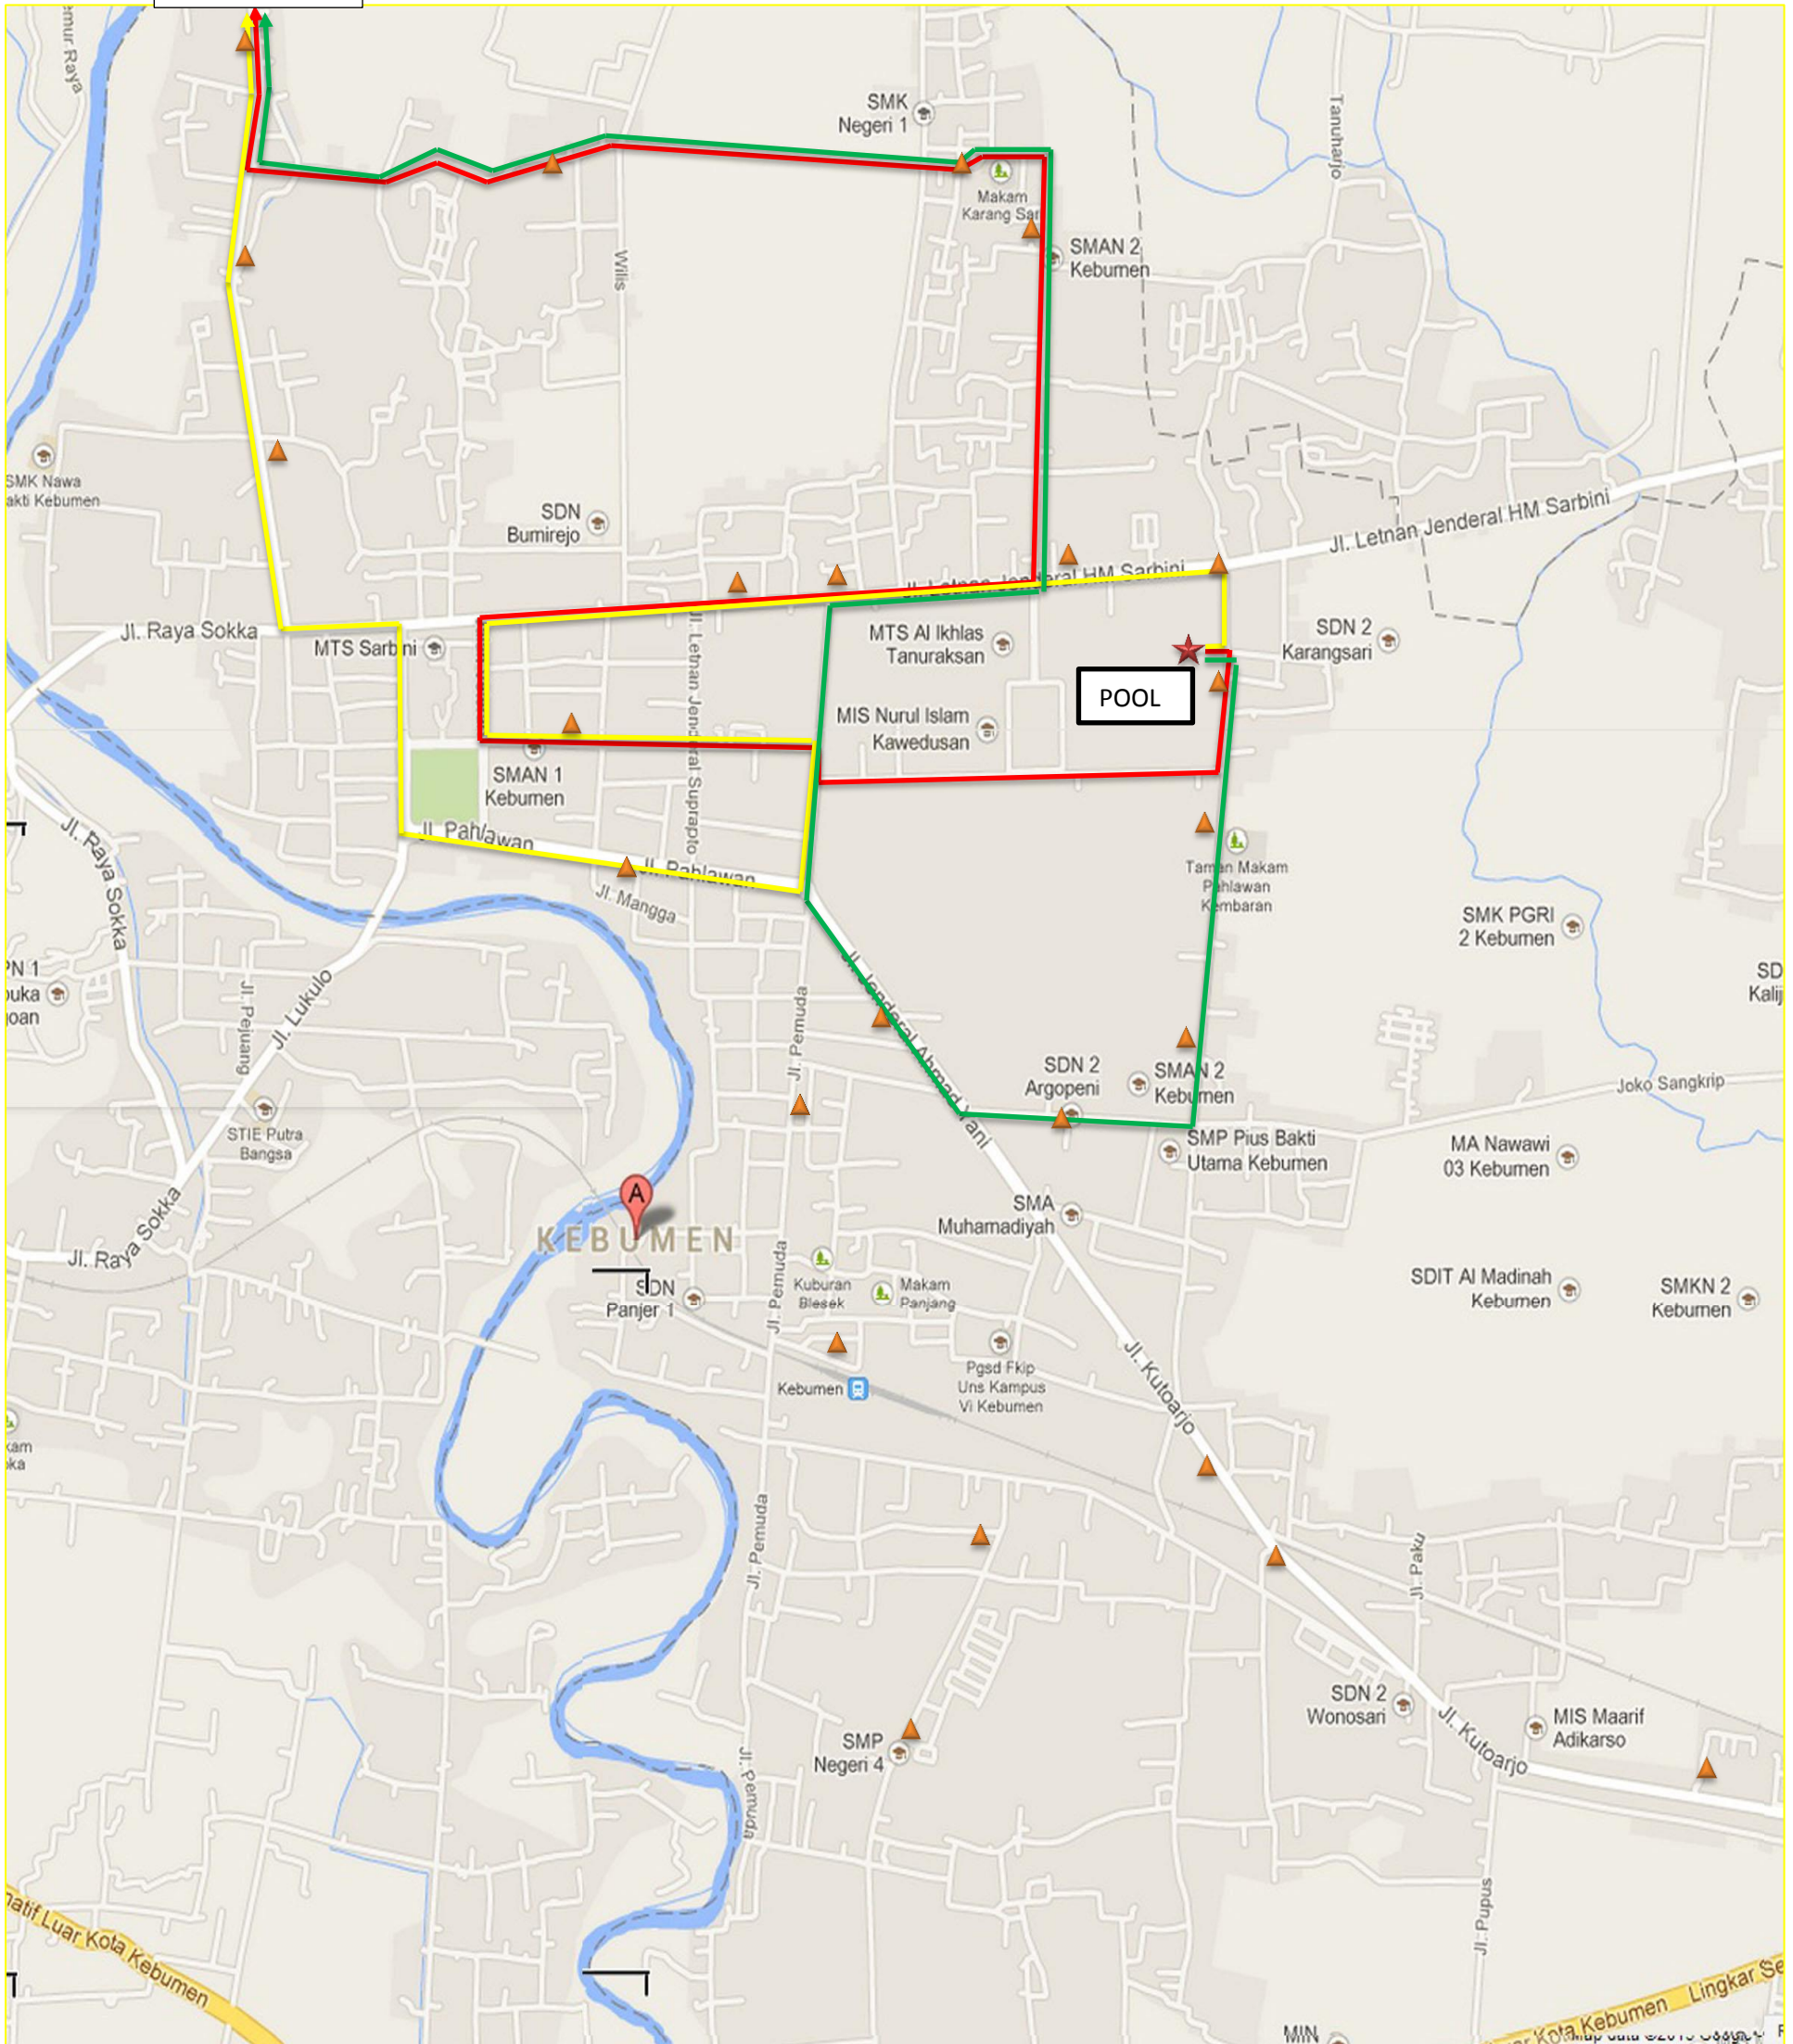 SMK
Negeri 1
Tanuharjo
Makam
SMAN 2
Kebumen
Wilis
SMK Nawa
SDN
Bumirejo
Jl. Letnan Jenderal HM Sarbini
Jl. Letnan Jenderal HM Sarbini
Jl. Raya Sokka
MTS Sarbini
Jl. Letnan Jenderal Suprapto
MTS Al Ikhlas
Tanuraksan
SDN 2
Karangsari
POOL
MIS Nurul Islam
Kawedusan
SMAN 1
Kebumen
Jl. Pahlawan
Jl. Pahlawan
Jl. Mangga
Jl. Raya Sokka
Taman Makam
Pahlawan
Kembaran
SMK PGRI
2 Kebumen
Jl. Pejuang
Jl. Lukulo
Jl. Pemuda
Jl. Jenderal Ahmad Yani
SDN 2
Argopeni
SMAN 2
Kebumen
Joko Sangkrip
STIE Putra
Bangsa
SMP Pius Bakti
Utama Kebumen
MA Nawawi
03 Kebumen
A
KEBUMEN
SMA
Muhamadiyah
Jl. Raya Sokka
SDN
Panjer 1
Jl. Pemuda
Kuburan
Blesek
Makam
Panjang
SDIT Al Madinah
Kebumen
SMKN 2
Kebumen
Kebumen
Pgsd Fkip
Uns Kampus
Vi Kebumen
Jl. Kutoarjo
Jl. Pemuda
Jl. Paku
SDN 2
Wonosari
MIS Maarif
Adikarso
Jl. Kutoarjo
SMP
Negeri 4
Jl. Pemuda
Jl. Pupus
Luar Kota Kebumen
Kota Kebumen
Lingkar
MIN